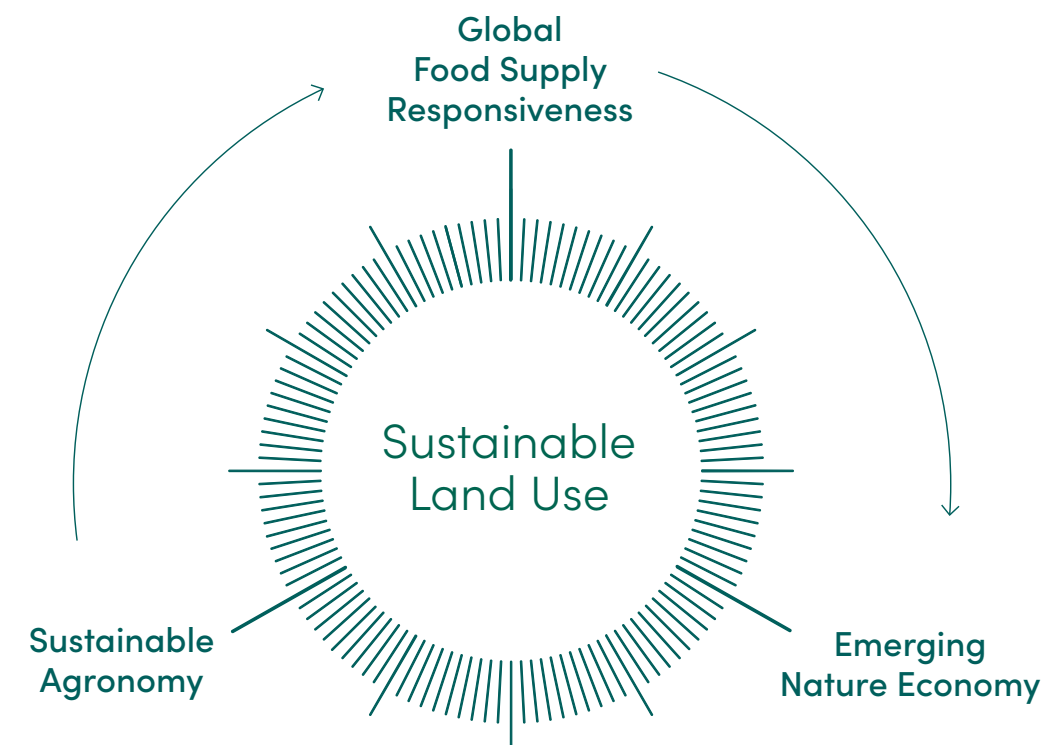 Global
Food Supply
Responsiveness
Sustainable
Land Use
Sustainable
Agronomy
Emerging
Nature Economy